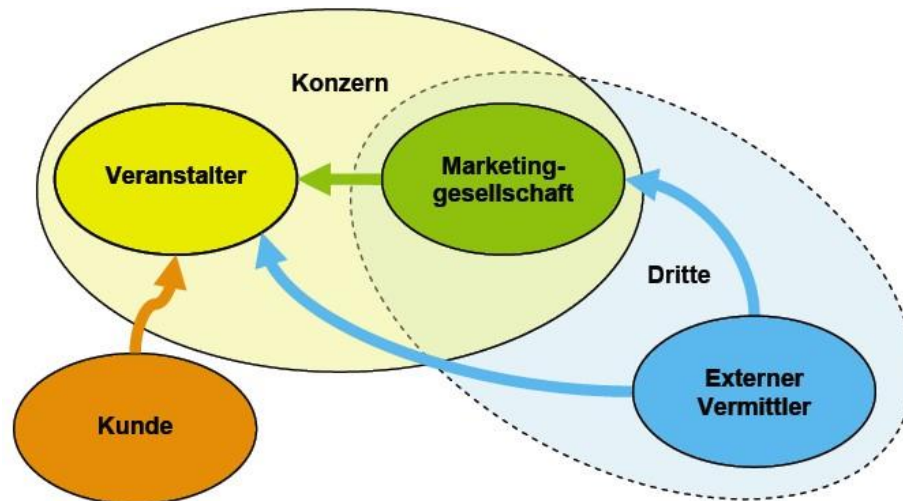 Konzern
Veranstalter
Marketing-
gesellschaft
Dritte
Externer
Vermittler
Kunde